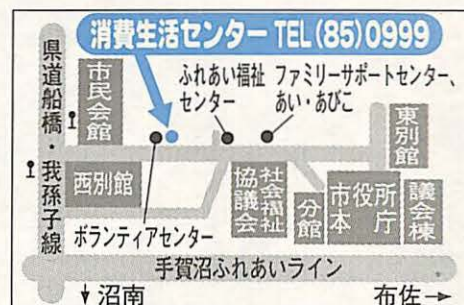 消費生活センター TEL(85)0999
県道船橋・我孫子線
市民会館
ふれあい福祉
センター
ファミリーサポートセンター、
あい・あびこ
東別館
西別館
ボランティアセンター
社会福祉
協議会
分館
市役所
本庁
議会棟
手賀沼ふれあいライン
↓沼南
布佐→